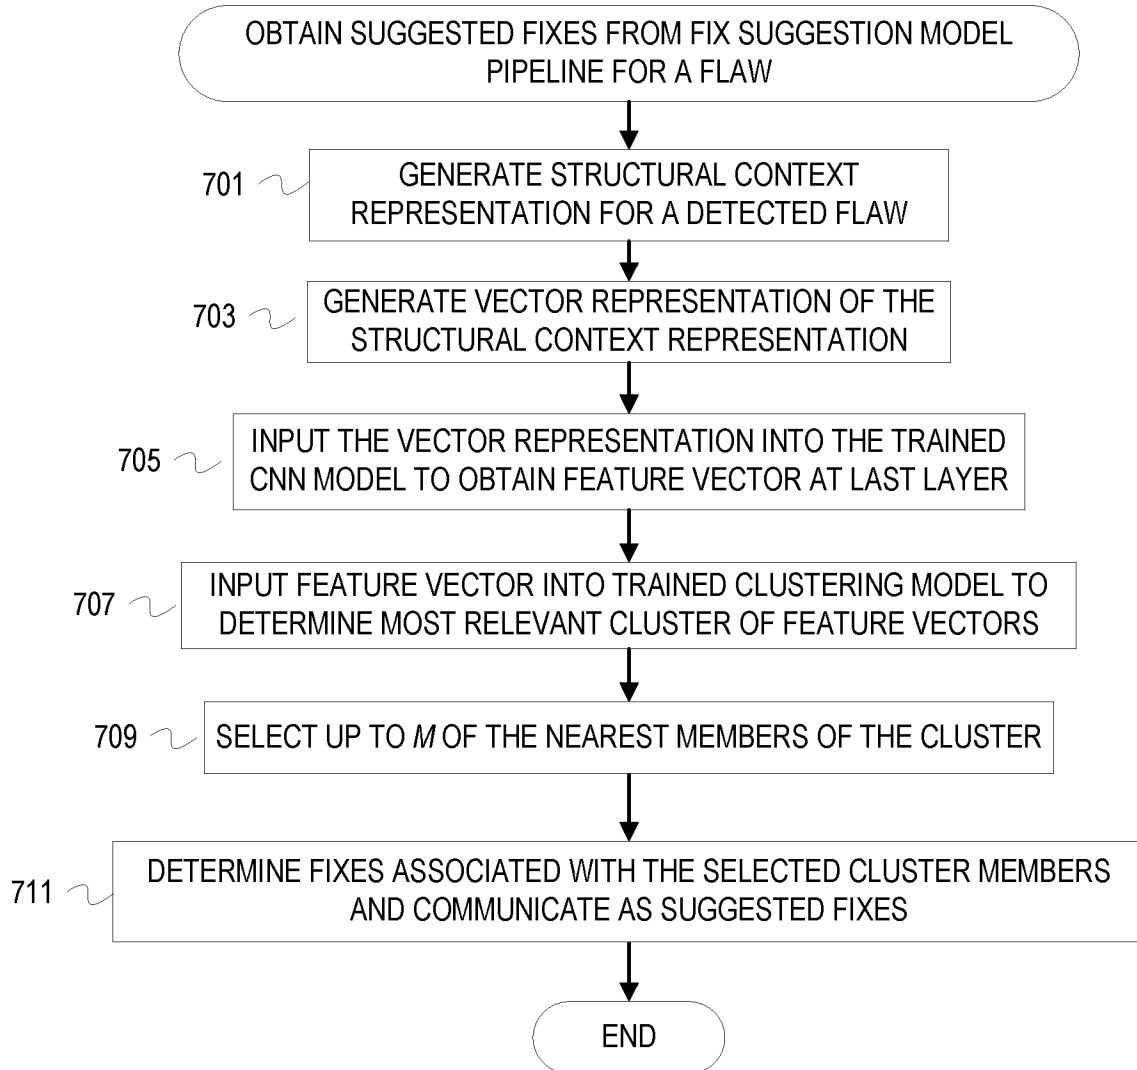 OBTAIN SUGGESTED FIXES FROM FIX SUGGESTION MODEL
PIPELINE FOR A FLAW
701
GENERATE STRUCTURAL CONTEXT
REPRESENTATION FOR A DETECTED FLAW
703
GENERATE VECTOR REPRESENTATION OF THE
STRUCTURAL CONTEXT REPRESENTATION
705
INPUT THE VECTOR REPRESENTATION INTO THE TRAINED
CNN MODEL TO OBTAIN FEATURE VECTOR AT LAST LAYER
707
INPUT FEATURE VECTOR INTO TRAINED CLUSTERING MODEL TO
DETERMINE MOST RELEVANT CLUSTER OF FEATURE VECTORS
709
SELECT UP TO M OF THE NEAREST MEMBERS OF THE CLUSTER
711
DETERMINE FIXES ASSOCIATED WITH THE SELECTED CLUSTER MEMBERS
AND COMMUNICATE AS SUGGESTED FIXES
END